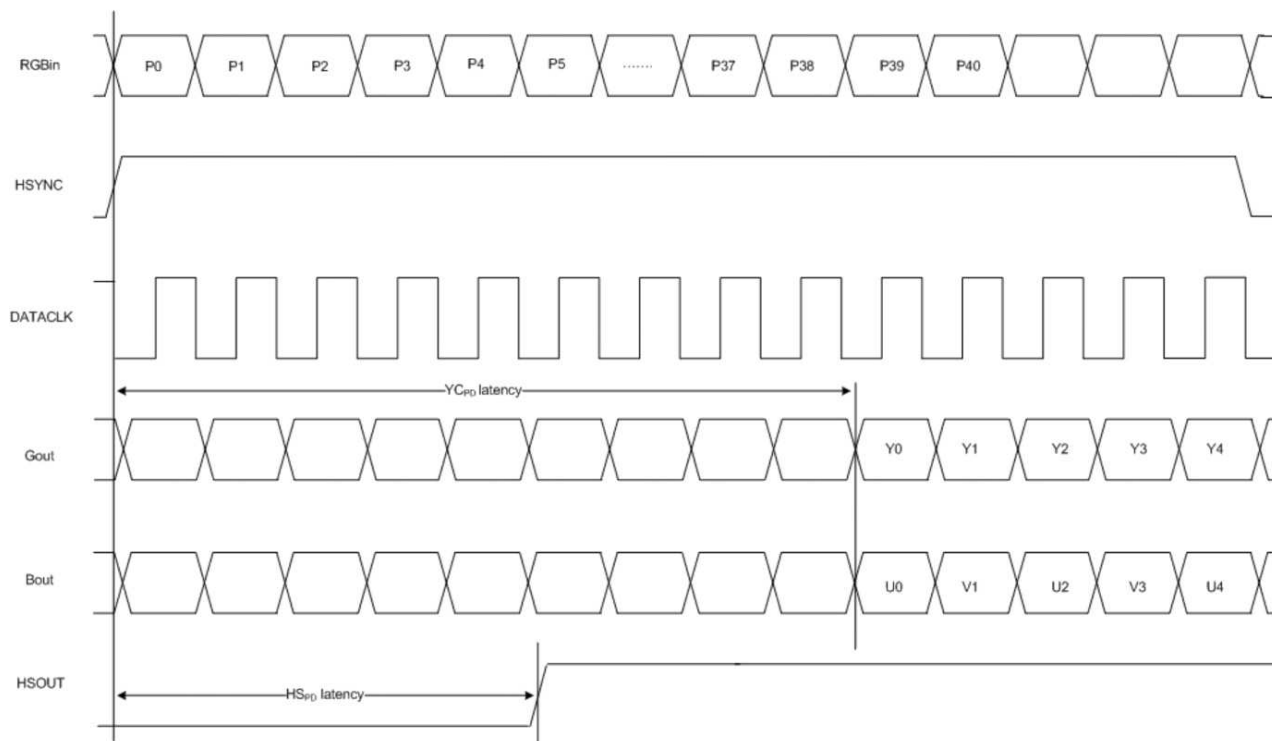 RGBin P0 P1 P2 P3 P4 P5 ....... P37 P38 P39 P40
HSYNC
DATACLK
YCPD latency
Gout Y0 Y1 Y2 Y3 Y4
Bout U0 V1 U2 V3 U4
HSOUT
HSPD latency